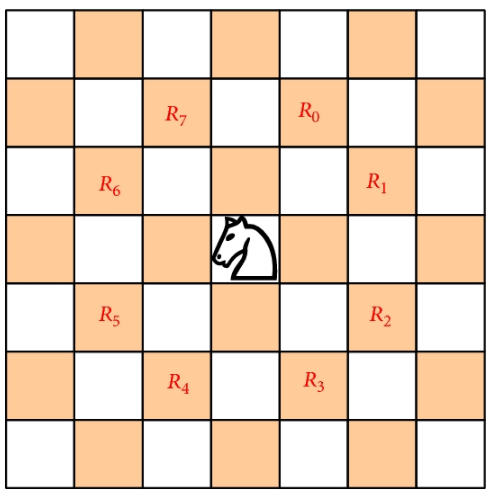 R₇ R₀
R₆ R₁
R₅ R₂
R₄ R₃